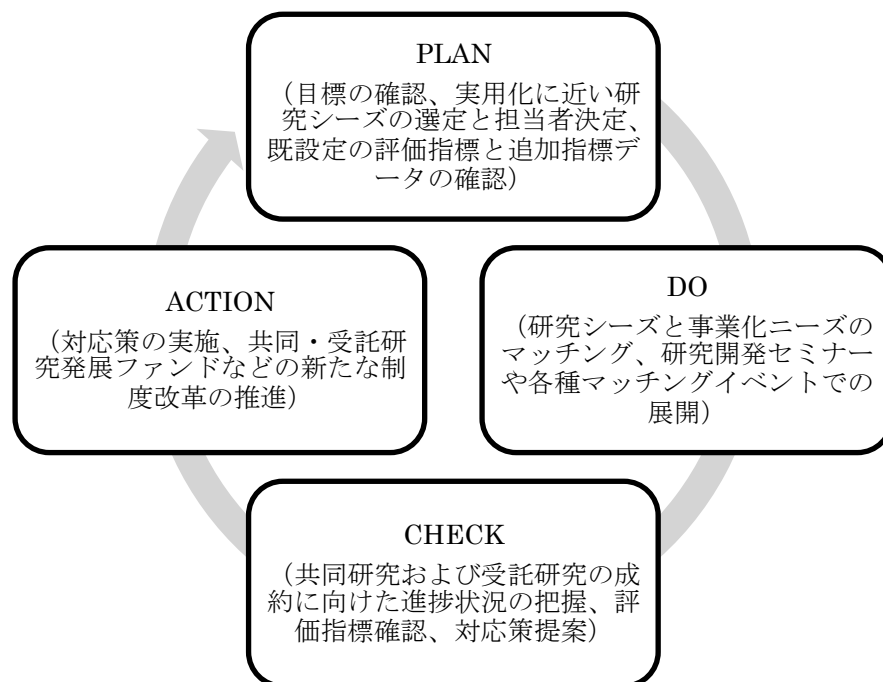 PLAN
（目標の確認、実用化に近い研
究シーズの選定と担当者決定、
既設定の評価指標と追加指標デ
ータの確認）
ACTION
（対応策の実施、共同・受託研
究発展ファンドなどの新たな制
度改革の推進）
DO
（研究シーズと事業化ニーズの
マッチング、研究開発セミナー
や各種マッチングイベントでの
展開）
CHECK
（共同研究および受託研究の成
約に向けた進捗状況の把握、評
価指標確認、対応策提案）